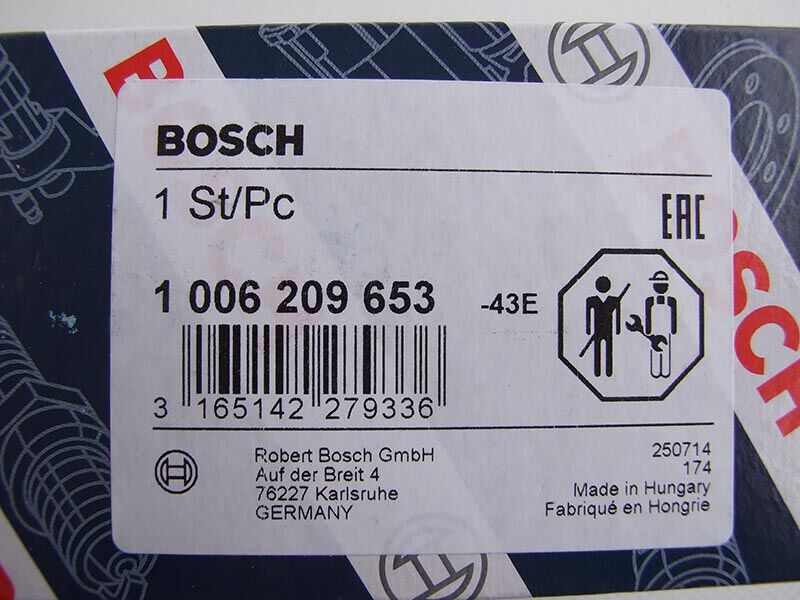 BOSCH
1 St/Pc
EAC
1 006 209 653 -43E
3 165142 279336
Robert Bosch GmbH
Auf der Breit 4
76227 Karlsruhe
GERMANY
250714
174
Made in Hungary
Fabriqué en Hongrie
BOSCH